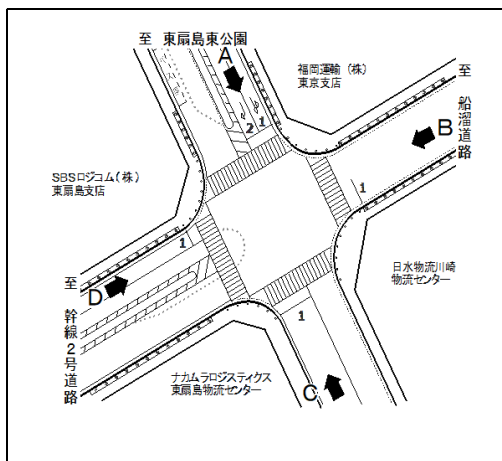 至 東扇島東公園
A
福岡運輸(株)
東京支店
至 船溜道路
B
2 1
1
SBSロジコム(株)
東扇島支店
1
日水物流川崎
物流センター
至 幹線2号道路
D
1
ナカムラロジスティクス
東扇島物流センター
C